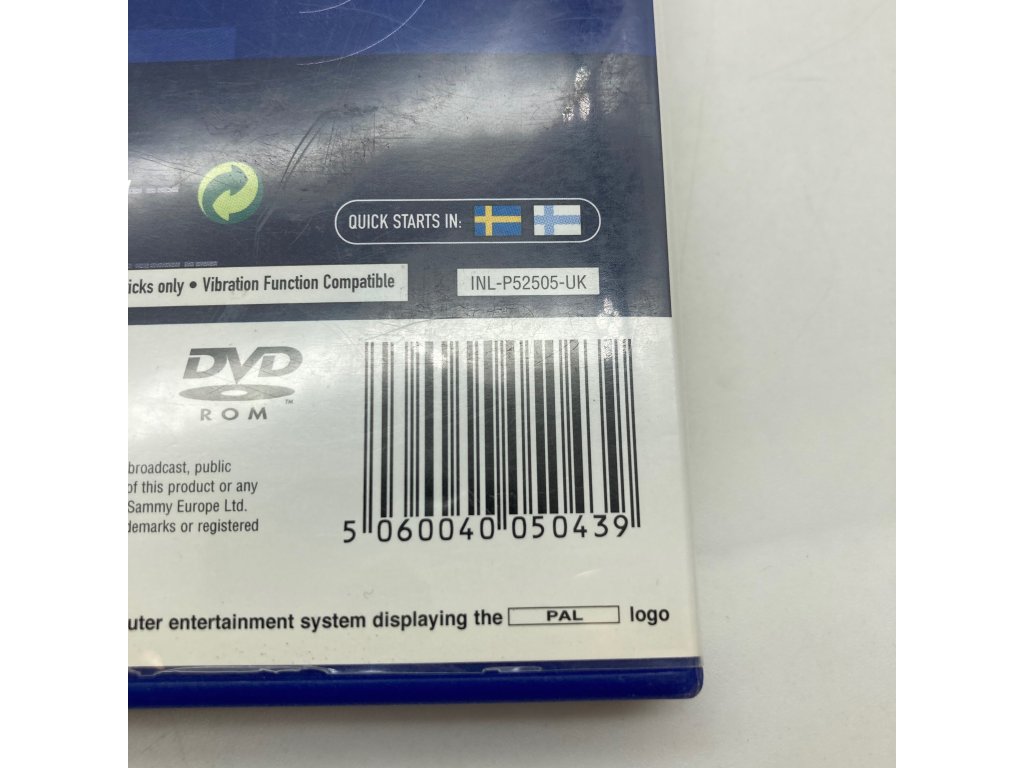 QUICK STARTS IN:
icks only • Vibration Function Compatible
INL-P52505-UK
DVD
ROM
™
broadcast, public
of this product or any
Sammy Europe Ltd.
demarks or registered
5 060040 050439
uter entertainment system displaying the PAL logo